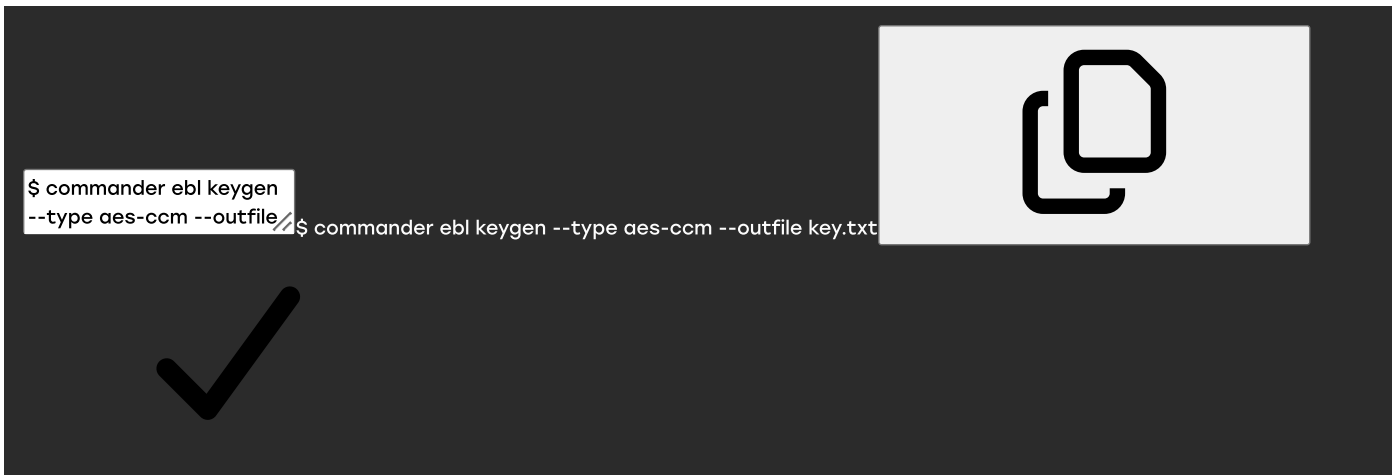 $ commander ebl keygen
--type aes-ccm --outfile
$ commander ebl keygen --type aes-ccm --outfile key.txt